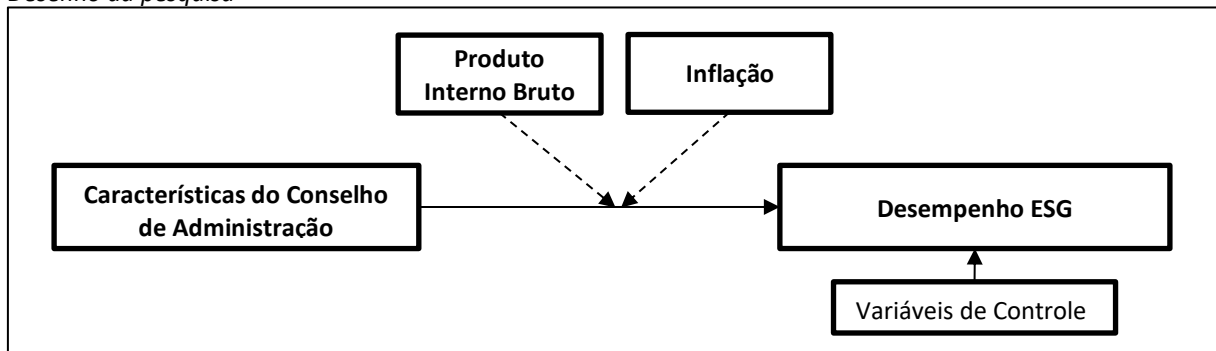 Desenho da pesquisa
Produto
Interno Bruto
Inflação
Características do Conselho
de Administração
Desempenho ESG
Variáveis de Controle